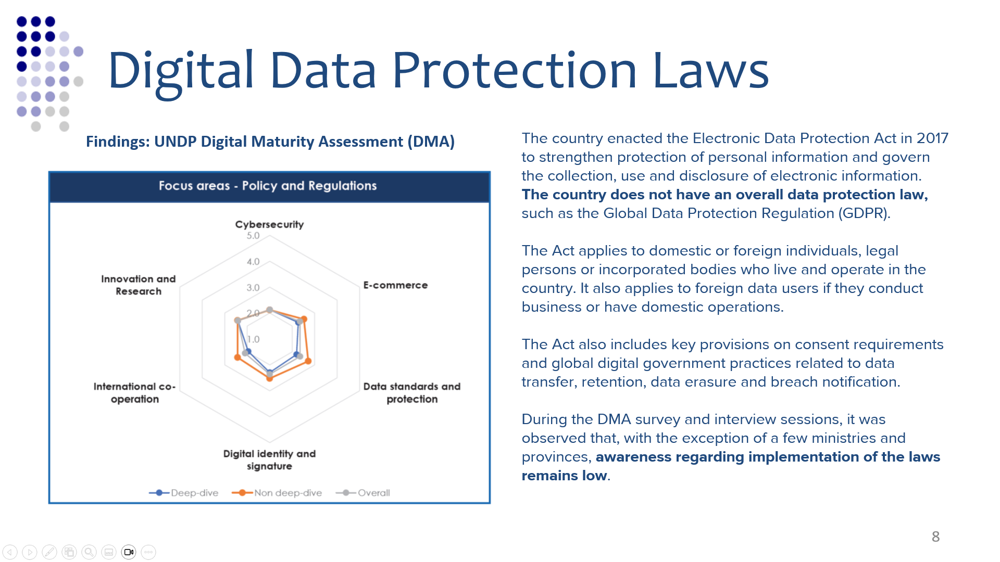 Digital Data Protection Laws
Findings: UNDP Digital Maturity Assessment (DMA)
Focus areas - Policy and Regulations
Cybersecurity
5.0
4.0
3.0
2.0
1.0
E-commerce
Data standards and
protection
Digital identity and
signature
International co-
operation
Innovation and
Research
Deep-dive
Non deep-dive
Overall
The country enacted the Electronic Data Protection Act in 2017
to strengthen protection of personal information and govern
the collection, use and disclosure of electronic information.
The country does not have an overall data protection law,
such as the Global Data Protection Regulation (GDPR).
The Act applies to domestic or foreign individuals, legal
persons or incorporated bodies who live and operate in the
country. It also applies to foreign data users if they conduct
business or have domestic operations.
The Act also includes key provisions on consent requirements
and global digital government practices related to data
transfer, retention, data erasure and breach notification.
During the DMA survey and interview sessions, it was
observed that, with the exception of a few ministries and
provinces, awareness regarding implementation of the laws
remains low.
8